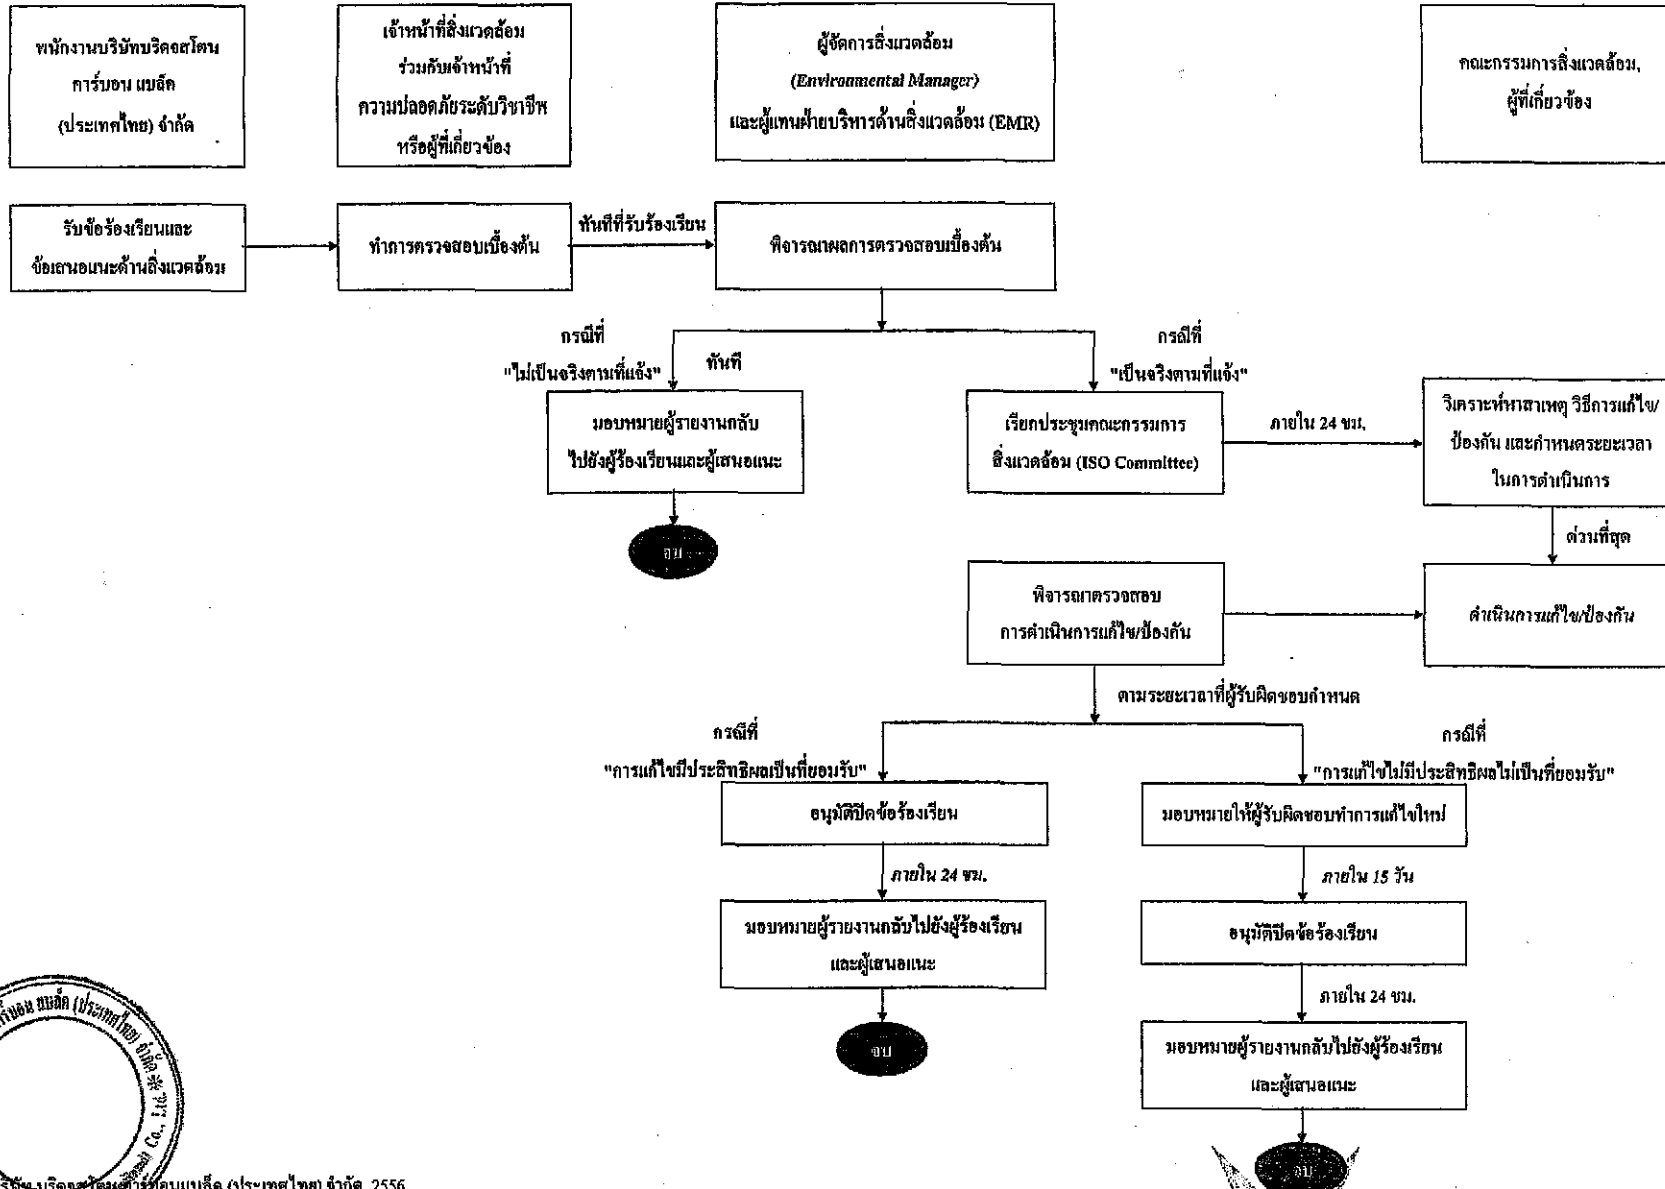 พนักงานบริษัทบริดจสโตน
การ์บอน แบล็ค
(ประเทศไทย) จำกัด
เจ้าหน้าที่สิ่งแวดล้อม
ร่วมกับเจ้าหน้าที่
ความปลอดภัยระดับวิชาชีพ
หรือผู้ที่เกี่ยวข้อง
ผู้จัดการสิ่งแวดล้อม
(Environmental Manager)
และผู้แทนฝ่ายบริหารด้านสิ่งแวดล้อม (EMR)
คณะกรรมการสิ่งแวดล้อม,
ผู้ที่เกี่ยวข้อง
รับข้อร้องเรียนและ
ข้อเสนอแนะด้านสิ่งแวดล้อม
ทำการตรวจสอบเบื้องต้น
ทันทีที่รับร้องเรียน
พิจารณาผลการตรวจสอบเบื้องต้น
กรณีที่
"ไม่เป็นจริงตามที่แจ้ง"
ทันที
กรณีที่
"เป็นจริงตามที่แจ้ง"
มอบหมายผู้รายงานกลับ
ไปยังผู้ร้องเรียนและผู้เสนอแนะ
จบ
เรียกประชุมคณะกรรมการ
สิ่งแวดล้อม (ISO Committee)
ภายใน 24 ชม.
วิเคราะห์หาสาเหตุ วิธีการแก้ไข/
ป้องกัน และกำหนดระยะเวลา
ในการดำเนินการ
ด่วนที่สุด
พิจารณาตรวจสอบ
การดำเนินการแก้ไข/ป้องกัน
ดำเนินการแก้ไข/ป้องกัน
ตามระยะเวลาที่ผู้รับผิดชอบกำหนด
กรณีที่
"การแก้ไขมีประสิทธิผลเป็นที่ยอมรับ"
กรณีที่
"การแก้ไขไม่มีประสิทธิผลไม่เป็นที่ยอมรับ"
อนุมัติปิดข้อร้องเรียน
ภายใน 24 ชม.
มอบหมายผู้รายงานกลับไปยังผู้ร้องเรียน
และผู้เสนอแนะ
จบ
มอบหมายให้ผู้รับผิดชอบทำการแก้ไขใหม่
ภายใน 15 วัน
อนุมัติปิดข้อร้องเรียน
ภายใน 24 ชม.
มอบหมายผู้รายงานกลับไปยังผู้ร้องเรียน
และผู้เสนอแนะ
จบ
แบล็ค (ประเทศไทย) จำกัด
Co.,
(ประเทศไทย) จำกัด, 2556